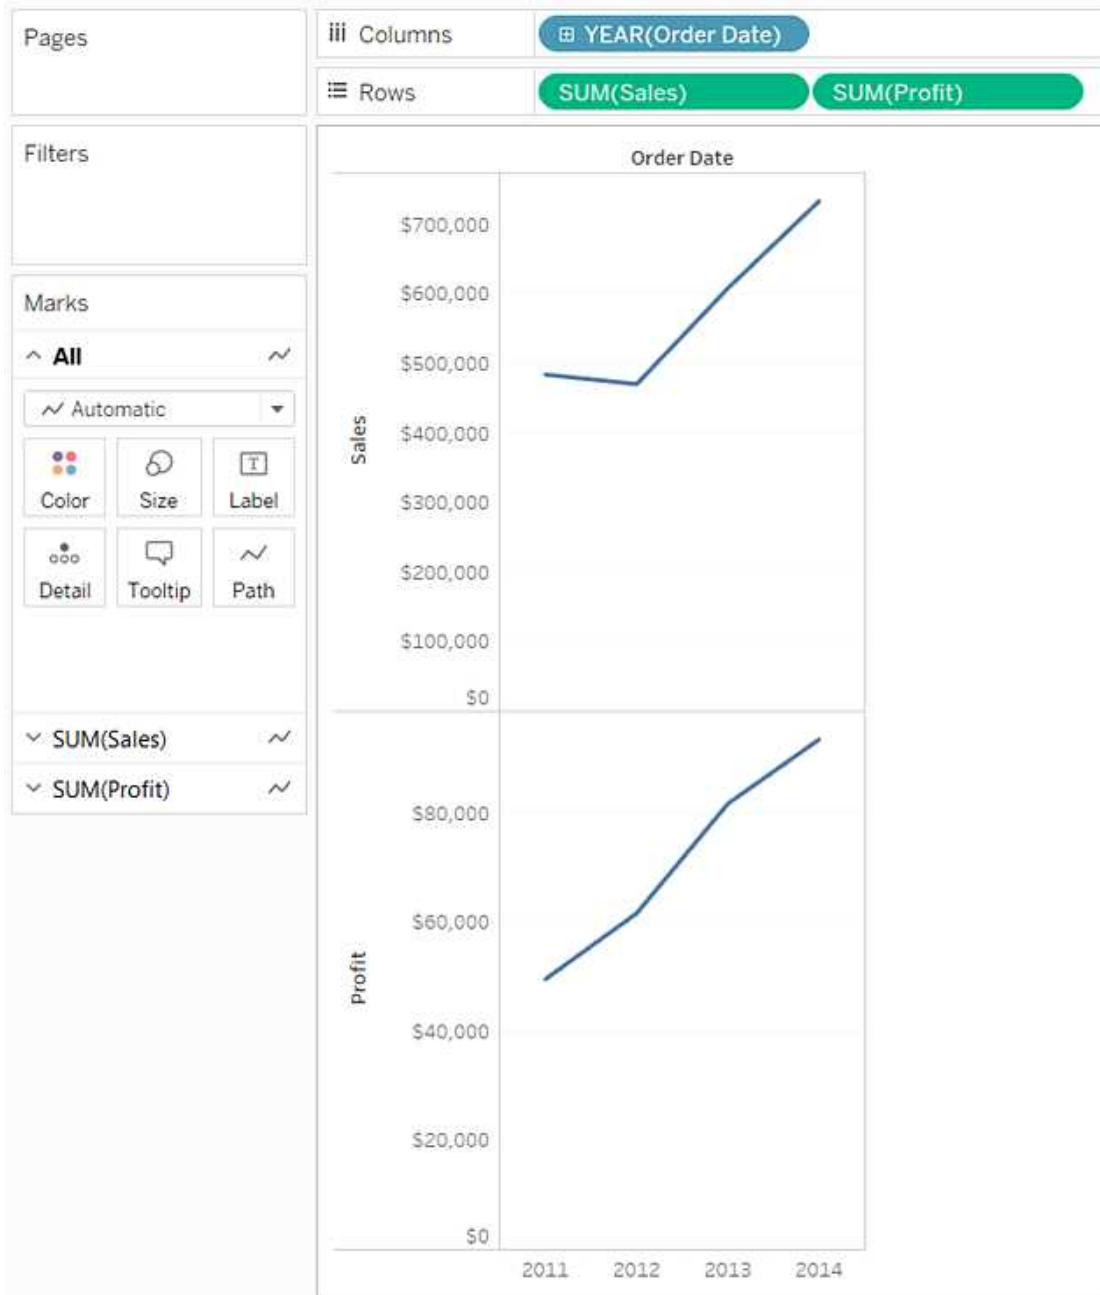 Pages
Columns
YEAR(Order Date)
Rows
SUM(Sales)
SUM(Profit)
Filters
Marks
All
Automatic
Color
Size
Label
Detail
Tooltip
Path
SUM(Sales)
SUM(Profit)
Order Date
$700,000
$600,000
$500,000
$400,000
$300,000
$200,000
$100,000
$0
Sales
$80,000
$60,000
$40,000
$20,000
$0
Profit
2011 2012 2013 2014